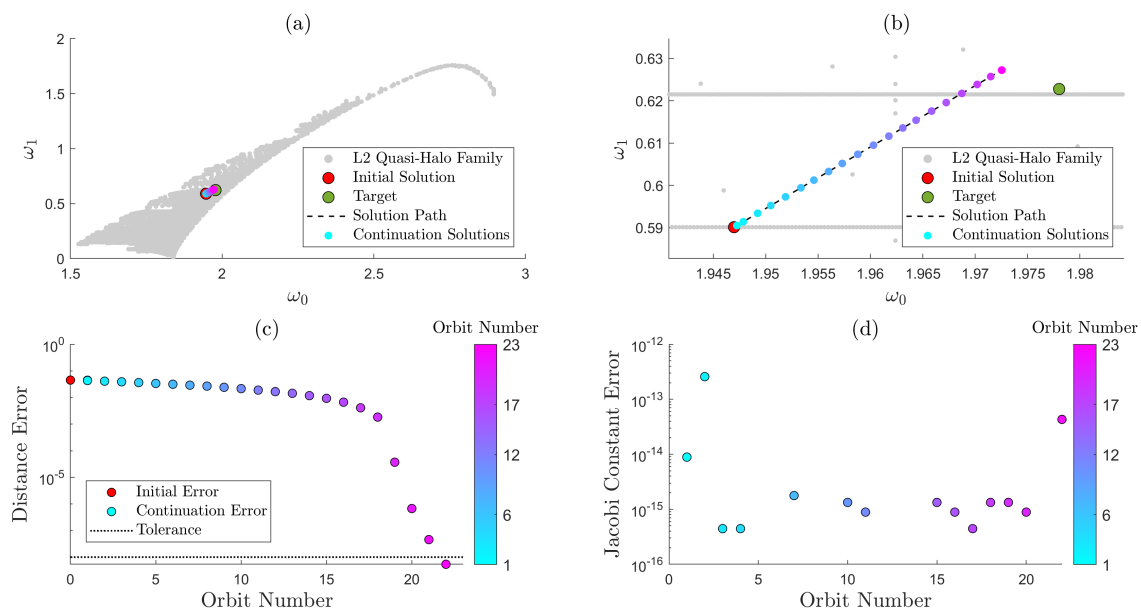 (a)
2
1.5
1
0.5
0
1.5
2
2.5
3
ω1
ω0
L2 Quasi-Halo Family
Initial Solution
Target
Solution Path
Continuation Solutions
(b)
0.63
0.62
0.61
0.6
0.59
1.945
1.95
1.955
1.96
1.965
1.97
1.975
1.98
ω1
ω0
L2 Quasi-Halo Family
Initial Solution
Target
Solution Path
Continuation Solutions
(c)
Orbit Number
10^0
10^-5
0
5
10
15
20
Distance Error
Orbit Number
Initial Error
Continuation Error
Tolerance
23
17
12
6
1
(d)
Orbit Number
10^-12
10^-13
10^-14
10^-15
10^-16
0
5
10
15
20
Jacobi Constant Error
Orbit Number
23
17
12
6
1